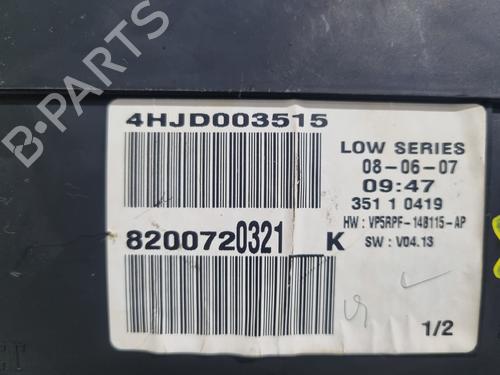 4HJD003515
LOW SERIES
08-06-07
09:47
351 1 0419
HW : VP5RPF-14B115-AP
SW : V04.13
8200720321 K
1/2
B-PARTS